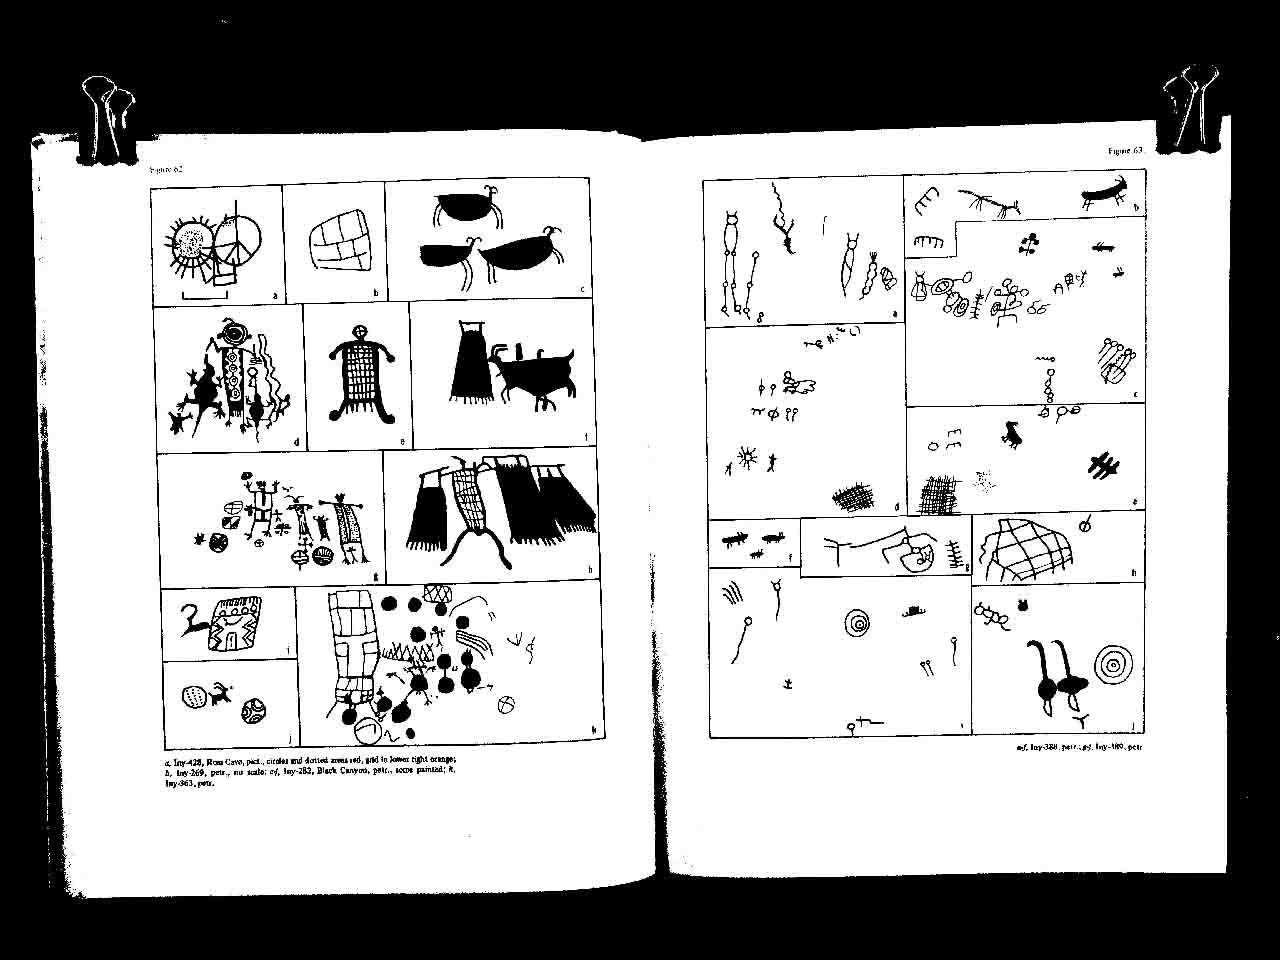 Figure 62
a
b
c
d
e
f
g
h
i
j
k
a, Iny-428, Rose Cave, pict., circles and dotted areas red, grid in lower right orange;
b, Iny-269, petr., no scale; c-j, Iny-282, Black Canyon, petr., some painted; k,
Iny-363, petr.
Figure 63
a
b
c
d
e
f
g
h
i
j
a-f, Iny-388, petr.; g-j, Iny-389, petr